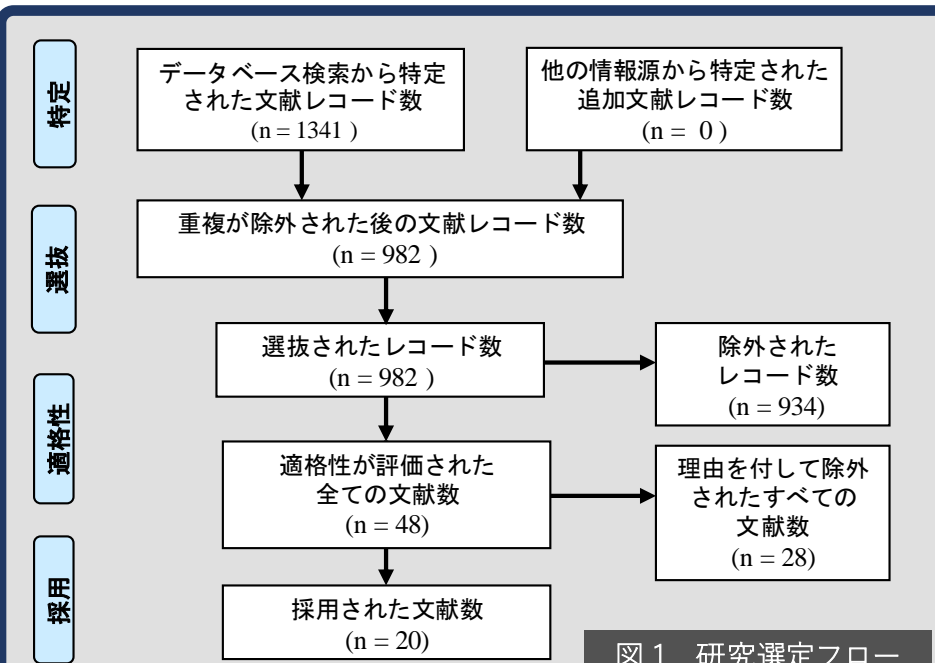 特定
データベース検索から特定
された文献レコード数
(n = 1341 )
他の情報源から特定された
追加文献レコード数
(n = 0 )
選抜
重複が除外された後の文献レコード数
(n = 982 )
選抜されたレコード数
(n = 982 )
除外された
レコード数
(n = 934)
適格性
適格性が評価された
全ての文献数
(n = 48)
理由を付して除外
されたすべての
文献数
(n = 28)
採用
採用された文献数
(n = 20)
図1 研究選定フロー